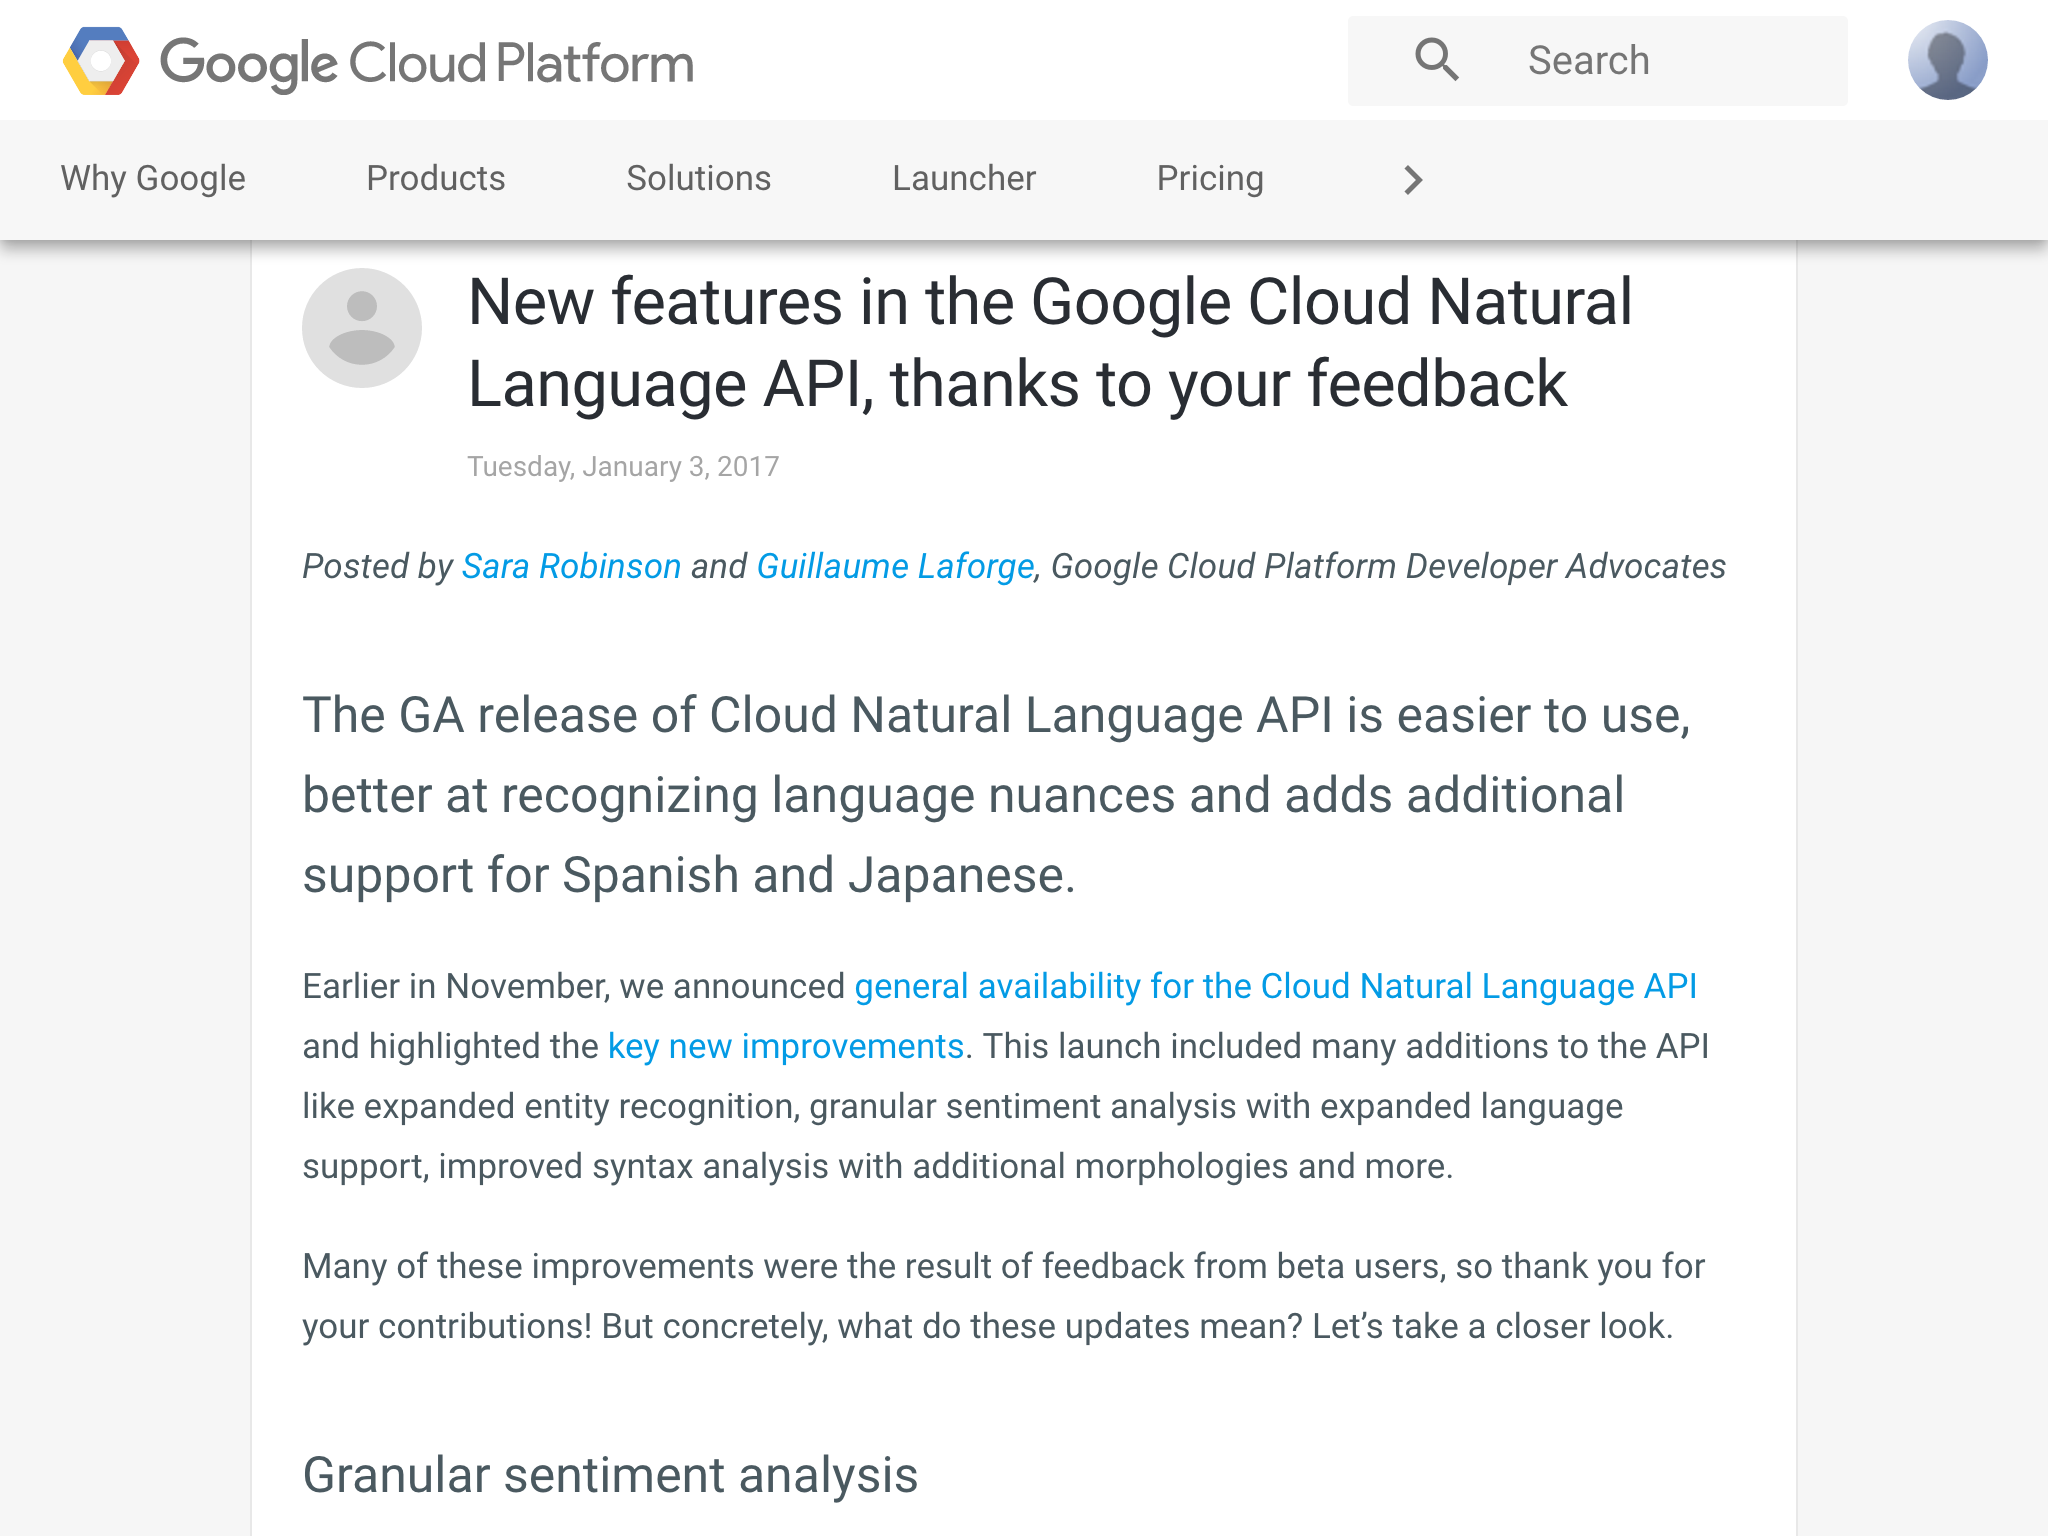 Google Cloud Platform
Search
Why Google
Products
Solutions
Launcher
Pricing
New features in the Google Cloud Natural
Language API, thanks to your feedback
Tuesday, January 3, 2017
Posted by Sara Robinson and Guillaume Laforge, Google Cloud Platform Developer Advocates
The GA release of Cloud Natural Language API is easier to use,
better at recognizing language nuances and adds additional
support for Spanish and Japanese.
Earlier in November, we announced general availability for the Cloud Natural Language API
and highlighted the key new improvements. This launch included many additions to the API
like expanded entity recognition, granular sentiment analysis with expanded language
support, improved syntax analysis with additional morphologies and more.
Many of these improvements were the result of feedback from beta users, so thank you for
your contributions! But concretely, what do these updates mean? Let’s take a closer look.
Granular sentiment analysis